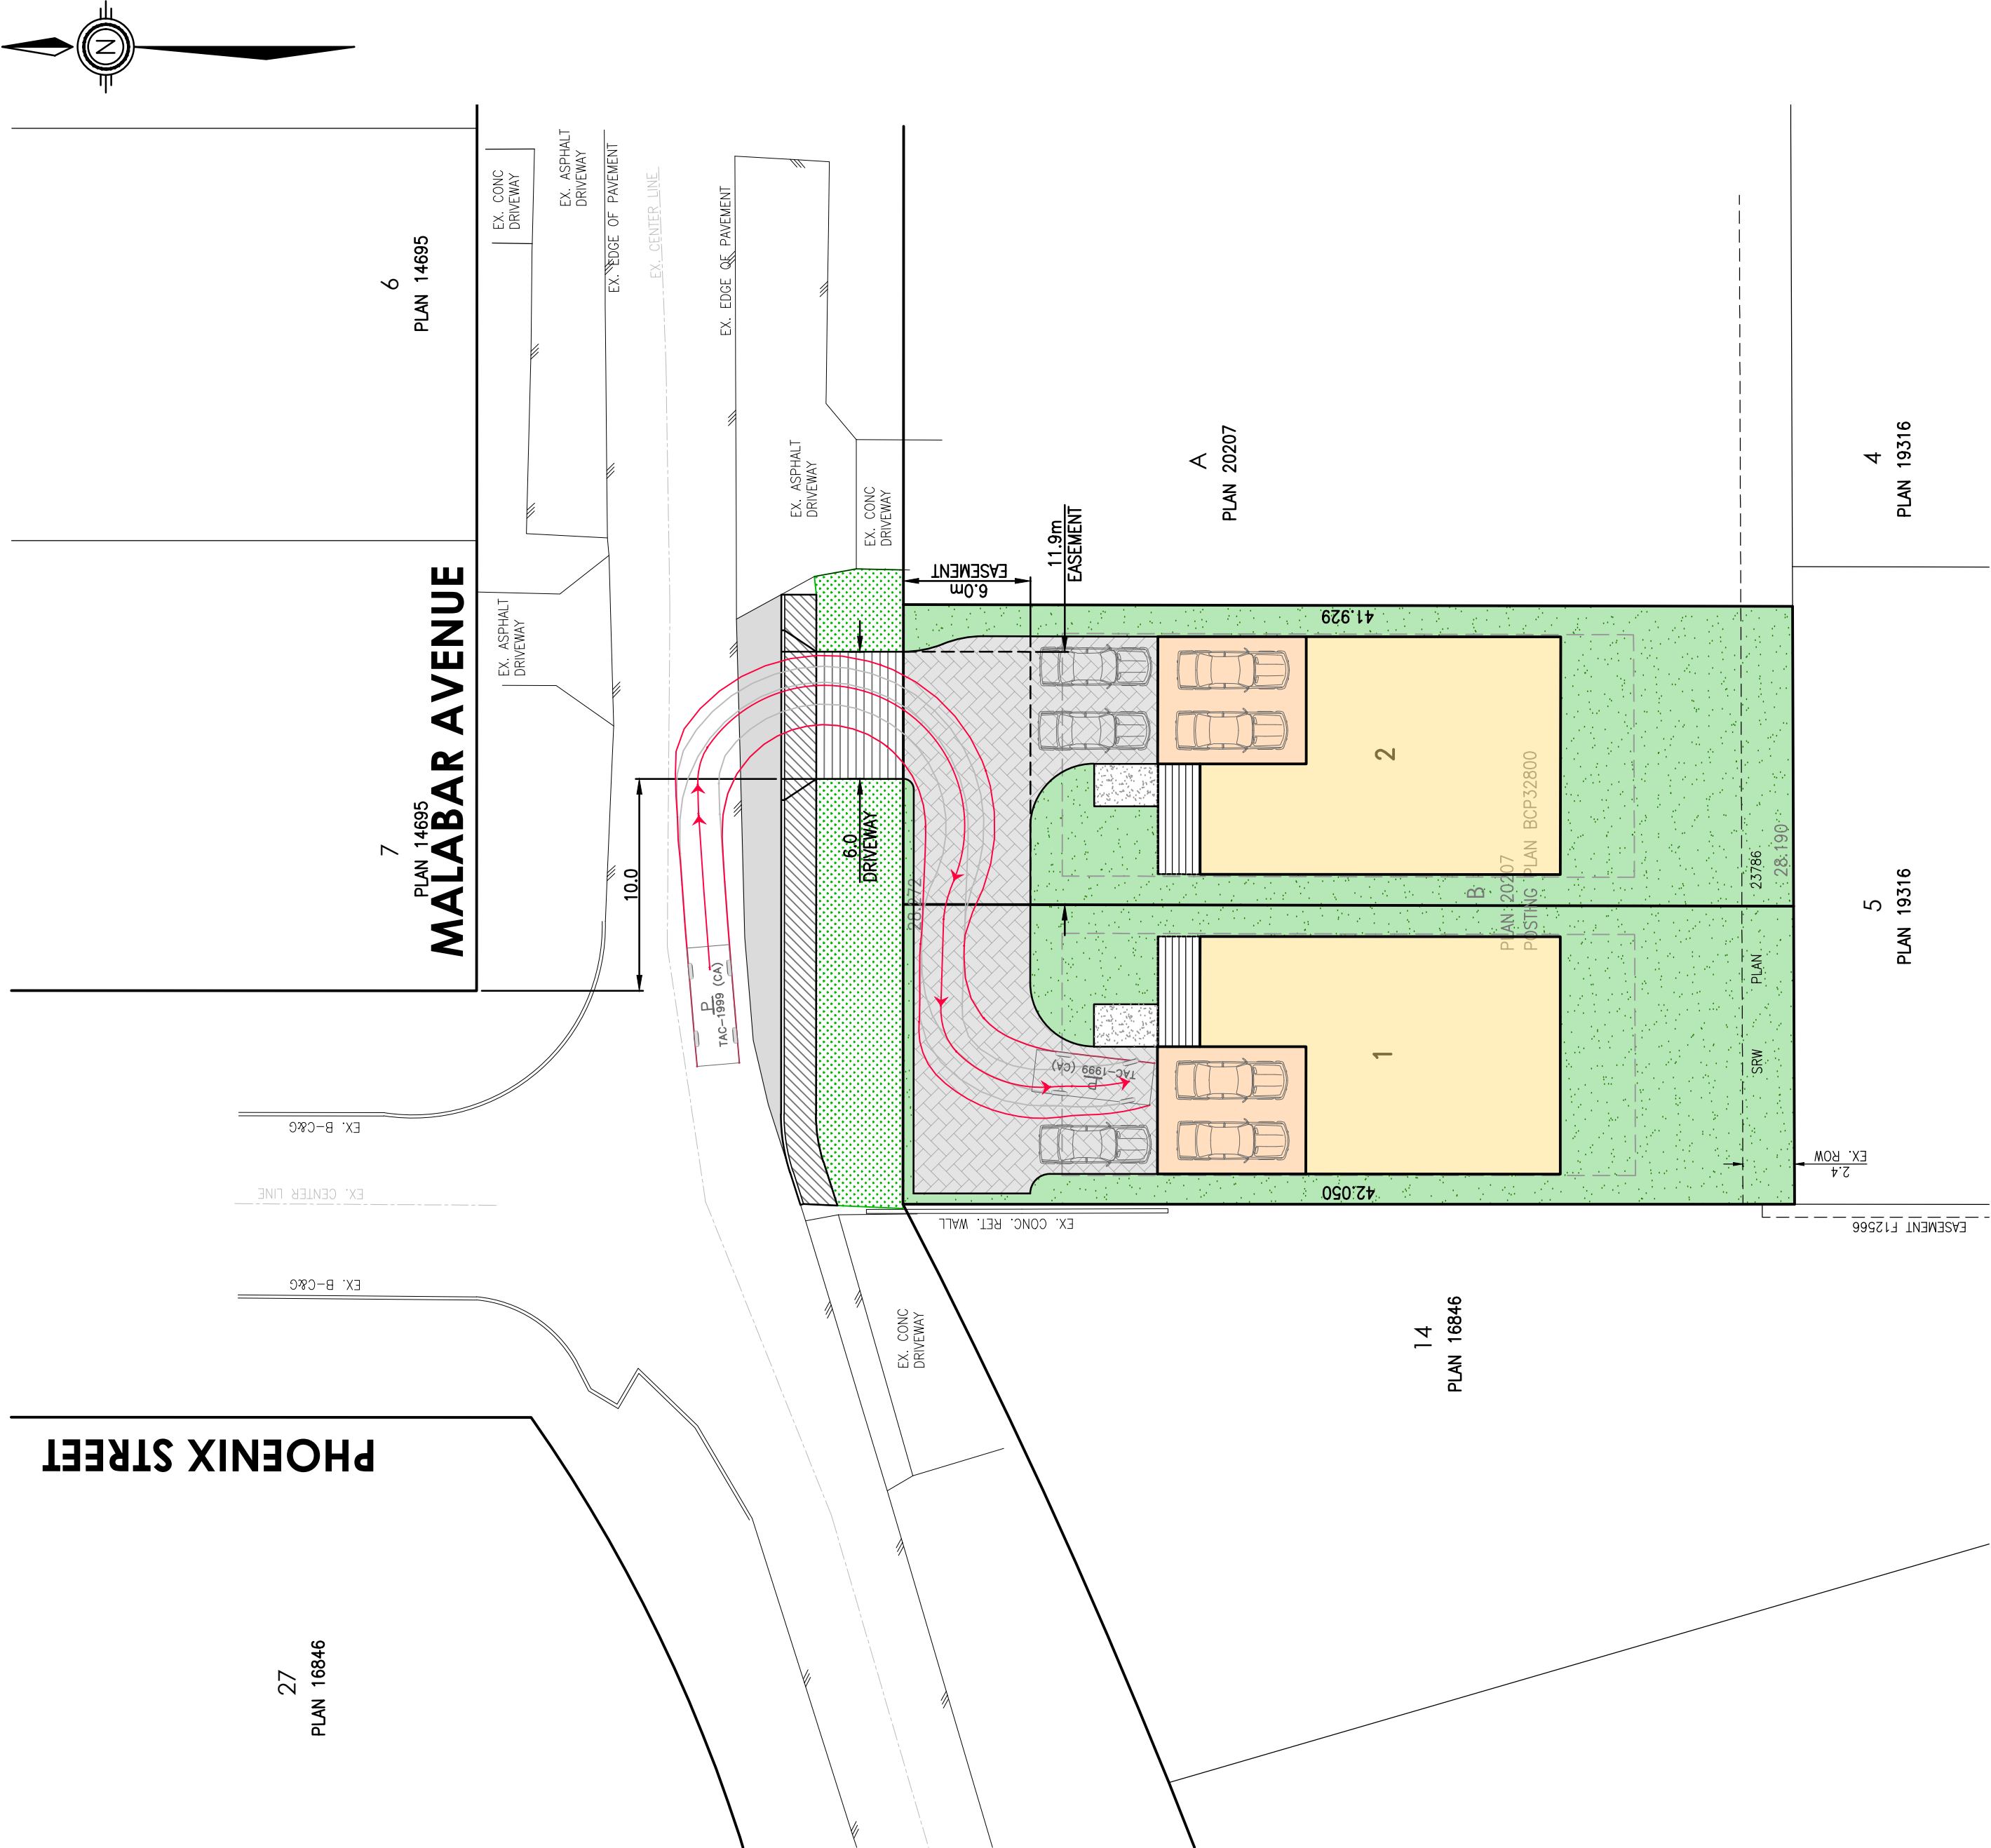 N
6
PLAN 14695
EX. CONC
DRIVEWAY
EX. ASPHALT
DRIVEWAY
EX. EDGE OF PAVEMENT
EX. CENTER LINE
EX. EDGE OF PAVEMENT
7
PLAN 14695
MALABAR AVENUE
EX. ASPHALT
DRIVEWAY
EX. ASPHALT
DRIVEWAY
EX. CONC
DRIVEWAY
A
PLAN 20207
4
PLAN 19316
6.0m
EASEMENT
11.9m
EASEMENT
41.929
10.0
6.0
DRIVEWAY
28.272
P
TAC-1999 (CA)
P
TAC-1999 (CA)
2
1
B
PLAN 20207
POSTING PLAN BCP32800
SRW PLAN 23786
28.190
5
PLAN 19316
42.050
EX. B-C&G
EX. CENTER LINE
EX. B-C&G
EX. CONC. RET. WALL
2.4
EX. ROW
EASEMENT F12566
EX. CONC
DRIVEWAY
14
PLAN 16846
PHOENIX STREET
27
PLAN 16846